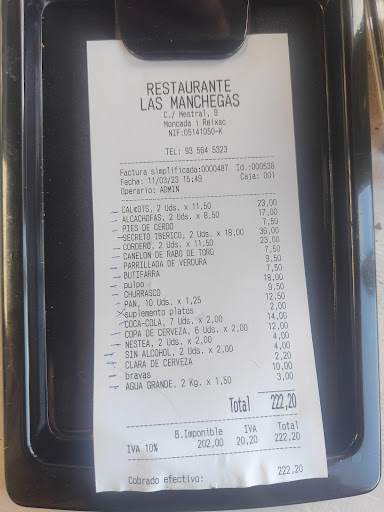 RESTAURANTE
LAS MANCHEGAS
C./ Mestral, 9
Moncada i Reixac
NIF:05141050-K
TEL: 93 564 5323
Factura simplificada:0000487 Id.:000638
Fecha: 11/03/23 15:49 Caja: 001
Operario: ADMIN
CAL€OTS, 2 Uds. x 11,50 23,00
ALCACHOFAS, 2 Uds. x 8,50 17,00
PIES DE CERDO 7,50
SECRETO IBERICO, 2 Uds. x 18,00 36,00
CORDERO, 2 Uds. x 11,50 23,00
CANELON DE RABO DE TORO 7,50
PARRILLADA DE VERDURA 9,50
BUTIFARRA 7,50
pulpo 18,00
CHURRASCO 9,50
PAN, 10 Uds. x 1,25 12,50
suplemento platos 2,00
COCA-COLA, 7 Uds. x 2,00 14,00
COPA DE CERVEZA, 6 Uds. x 2,00 12,00
NESTEA, 2 Uds. x 2,00 4,00
SIN ALCOHOL, 2 Uds. x 2,00 4,00
CLARA DE CERVEZA 2,20
bravas 10,00
AGUA GRANDE, 2 Kg. x 1,50 3,00
Total 222,20
B.Imponible IVA Total
IVA 10% 202,00 20,20 222,20
Cobrado efectivo: 222,20